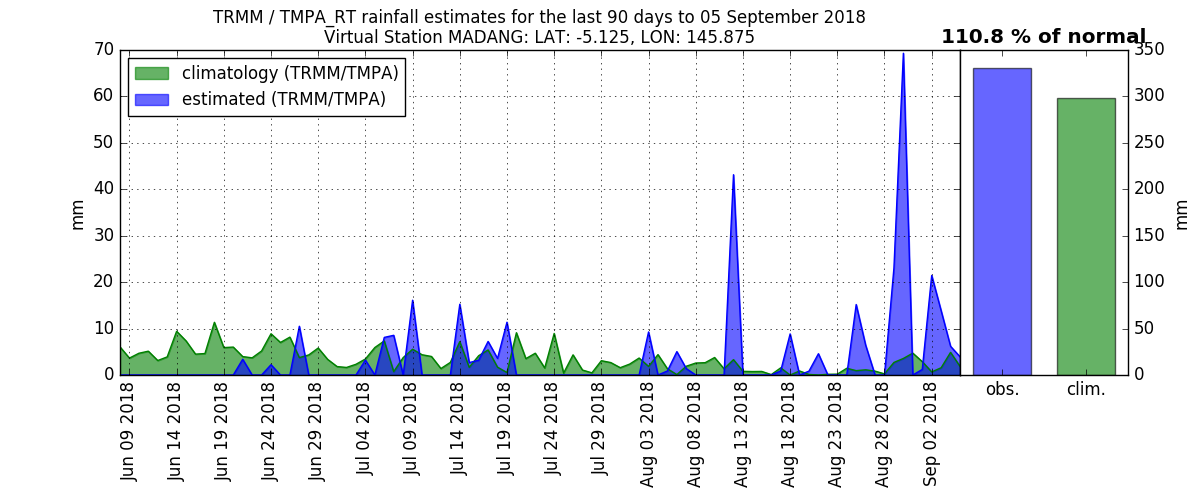 TRMM / TMPA_RT rainfall estimates for the last 90 days to 05 September 2018
Virtual Station MADANG: LAT: -5.125, LON: 145.875
110.8 % of normal
climatology (TRMM/TMPA)
estimated (TRMM/TMPA)
70
60
50
40
30
20
10
0
mm
Jun 09 2018
Jun 14 2018
Jun 19 2018
Jun 24 2018
Jun 29 2018
Jul 04 2018
Jul 09 2018
Jul 14 2018
Jul 19 2018
Jul 24 2018
Jul 29 2018
Aug 03 2018
Aug 08 2018
Aug 13 2018
Aug 18 2018
Aug 23 2018
Aug 28 2018
Sep 02 2018
obs.
clim.
350
300
250
200
150
100
50
0
mm